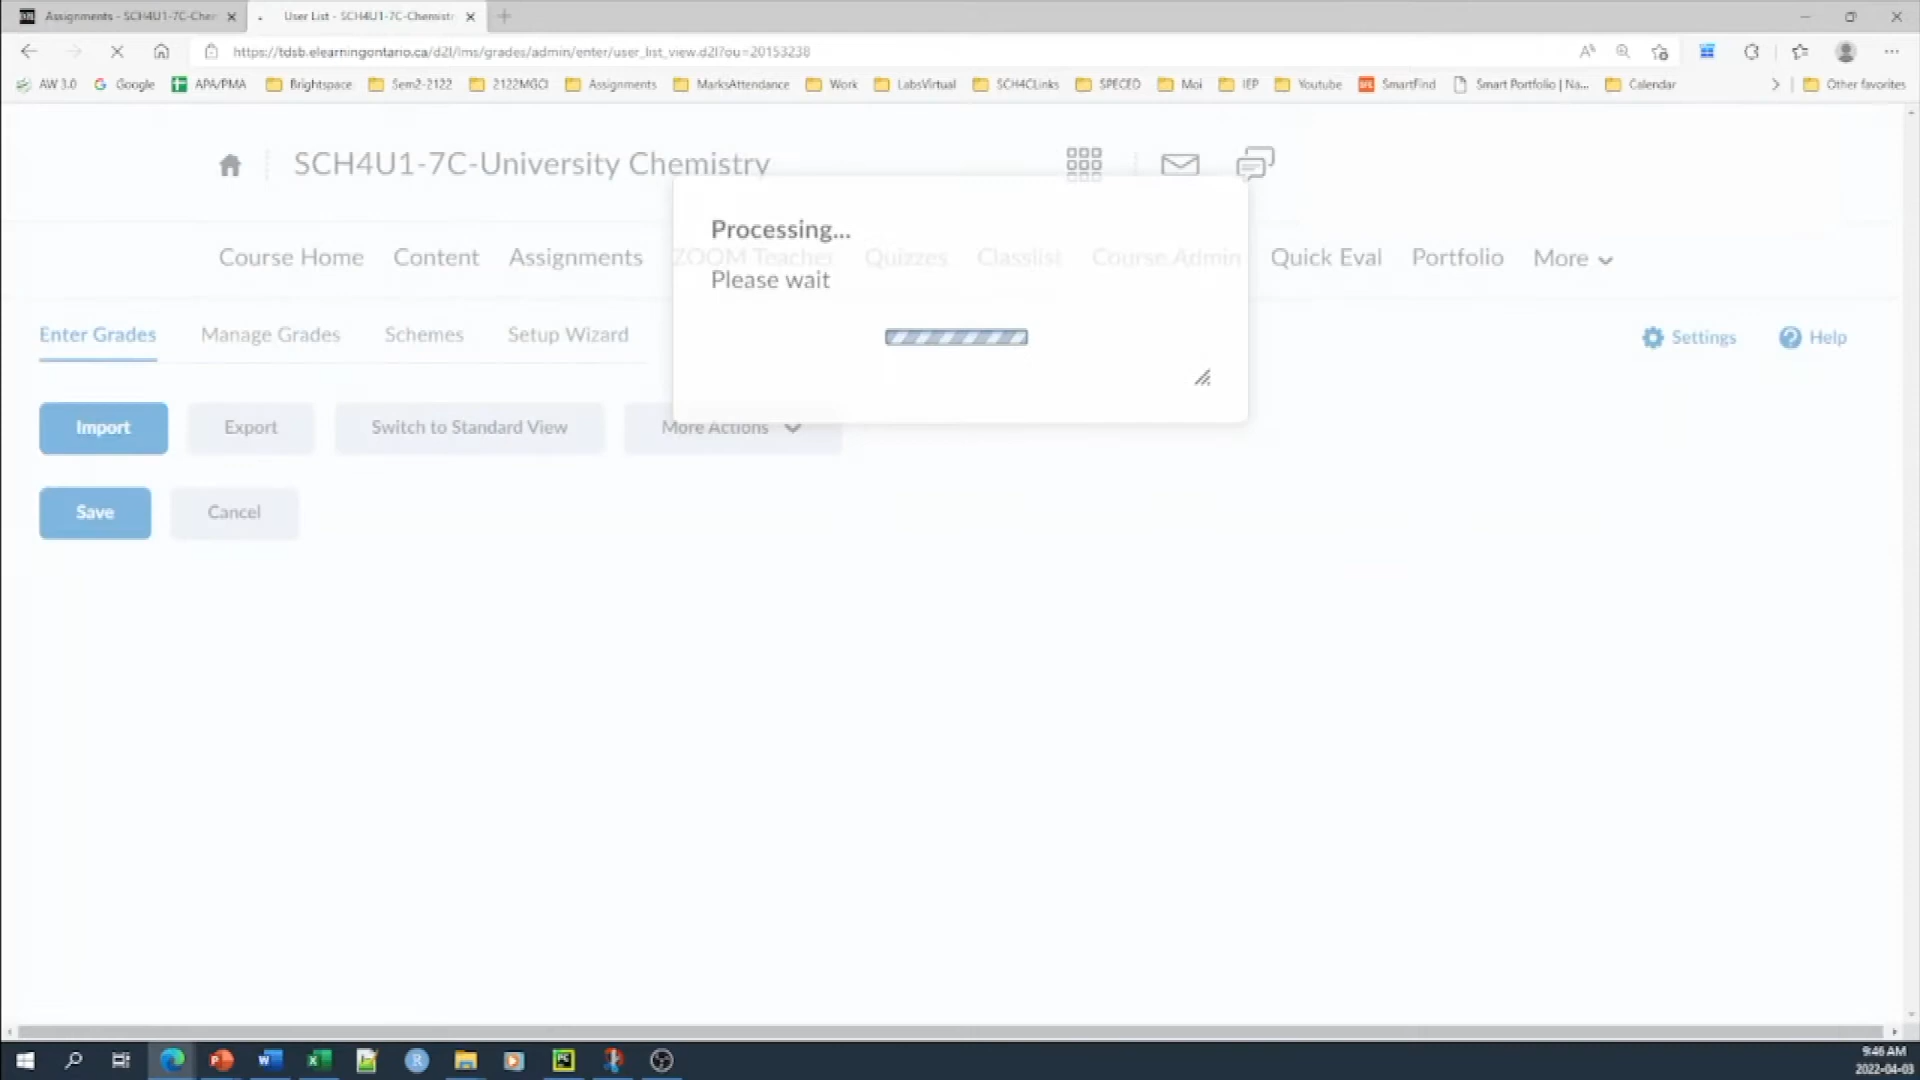 Assignments - SCH4U1-7C-Cher
User List - SCH4U1-7C-Chemistr
https://tdsb.elearningontario.ca/d2l/lms/grades/admin/enter/user_list_view.d2l?ou=20153238
AW 3.0 Google APA/PMA Brightspace Sem2-2122 2122MGCI Assignments MarksAttendance Work LabsVirtual SCH4CLinks SPECED Moi IEP Youtube SmartFind Smart Portfolio | Na... Calendar Other favorites
SCH4U1-7C-University Chemistry
Processing...
Please wait
Course Home Content Assignments ZOOM Teacher Quizzes Classlist Course Admin Quick Eval Portfolio More
Enter Grades Manage Grades Schemes Setup Wizard Settings Help
Import Export Switch to Standard View More Actions
Save Cancel
9:46 AM
2022-04-03